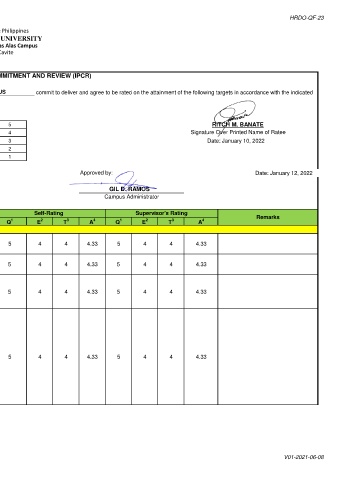 HRDO-QF-23
Philippines
UNIVERSITY
as Alas Campus
Cavite
MMITMENT AND REVIEW (IPCR)
US commit to deliver and agree to be rated on the attainment of the following targets in accordance with the indicated
RITCH M. BANATE
Signature Over Printed Name of Ratee
Date: January 10, 2022
5
4
3
2
1
Approved by:
Date: January 12, 2022
GIL D. RAMOS
Campus Administrator
Self-Rating Supervisor's Rating Remarks
Q1 E2 T3 A4 Q1 E2 T3 A4
5 4 4 4.33 5 4 4 4.33
5 4 4 4.33 5 4 4 4.33
5 4 4 4.33 5 4 4 4.33
5 4 4 4.33 5 4 4 4.33
V01-2021-06-08